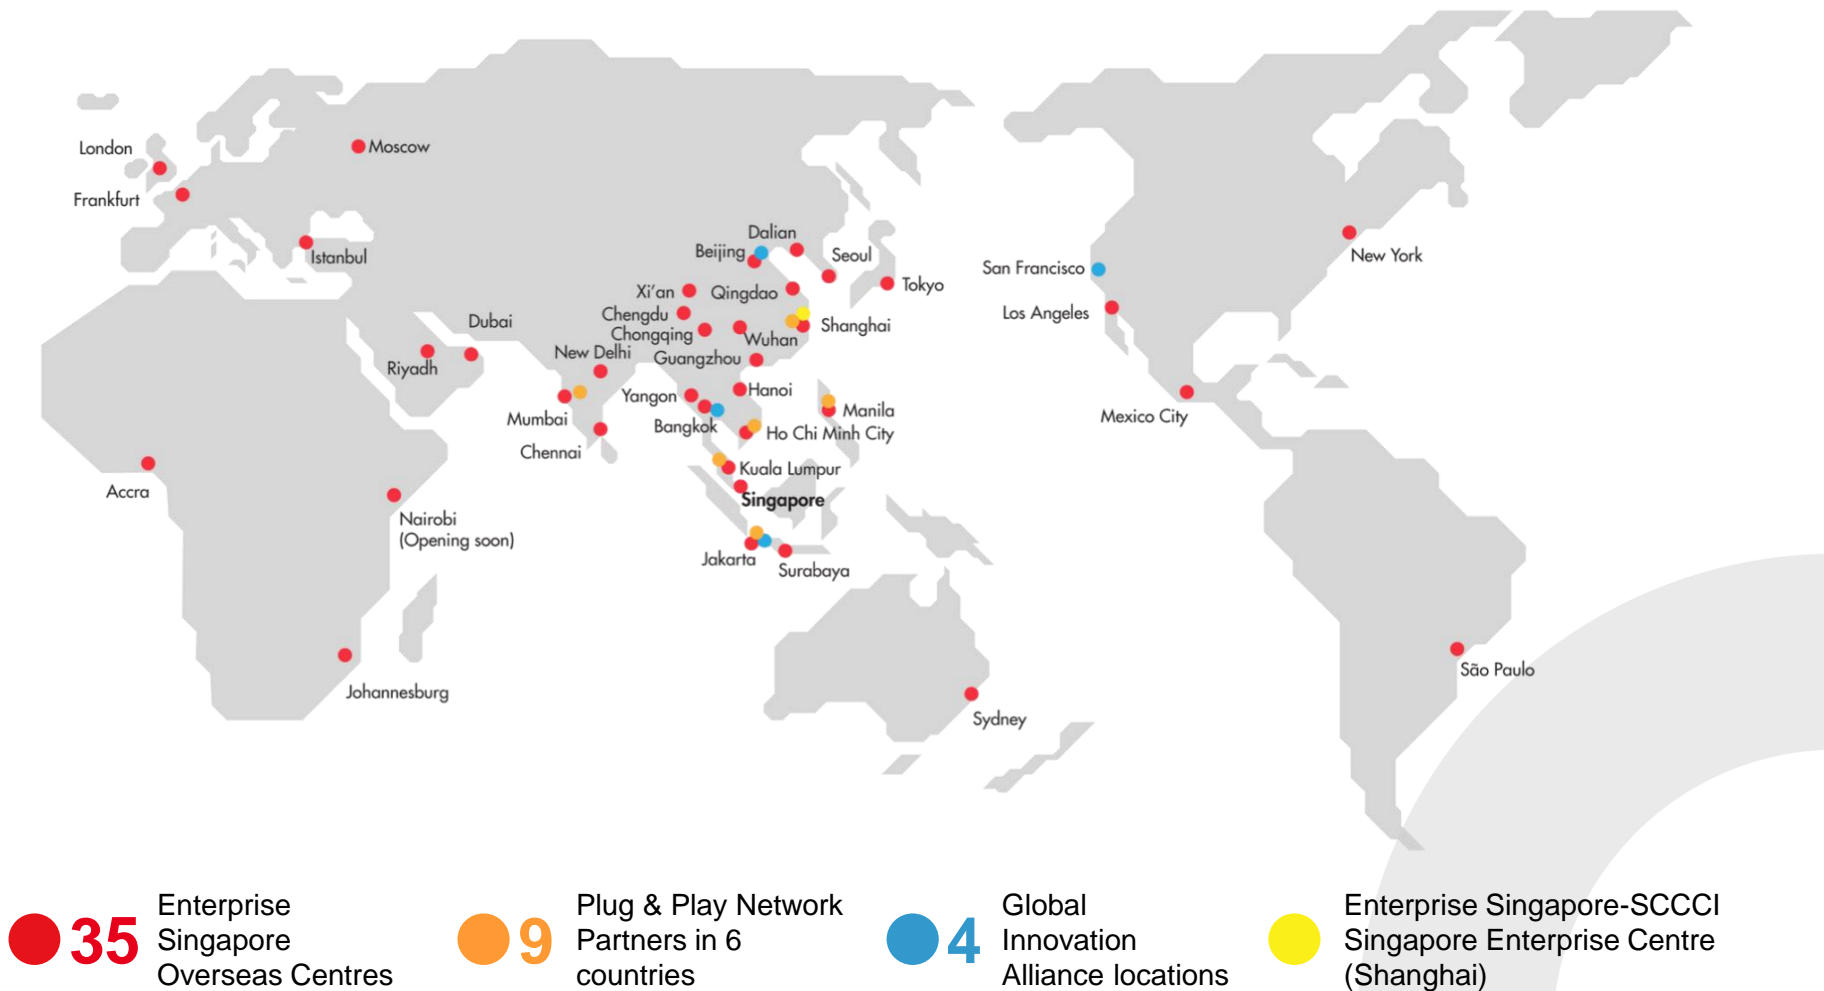 London
Moscow
Frankfurt
Istanbul
Dalian
Beijing
Seoul
Tokyo
Xi'an
Qingdao
Chengdu
Chongqing
Shanghai
Wuhan
Dubai
New Delhi
Guangzhou
Riyadh
Hanoi
Yangon
Mumbai
Bangkok
Manila
Ho Chi Minh City
Chennai
Kuala Lumpur
Singapore
Accra
Nairobi
(Opening soon)
Jakarta
Surabaya
Johannesburg
Sydney
San Francisco
Los Angeles
New York
Mexico City
São Paulo
35
Enterprise
Singapore
Overseas Centres
9
Plug & Play Network
Partners in 6
countries
4
Global
Innovation
Alliance locations
Enterprise Singapore-SCCCI
Singapore Enterprise Centre
(Shanghai)